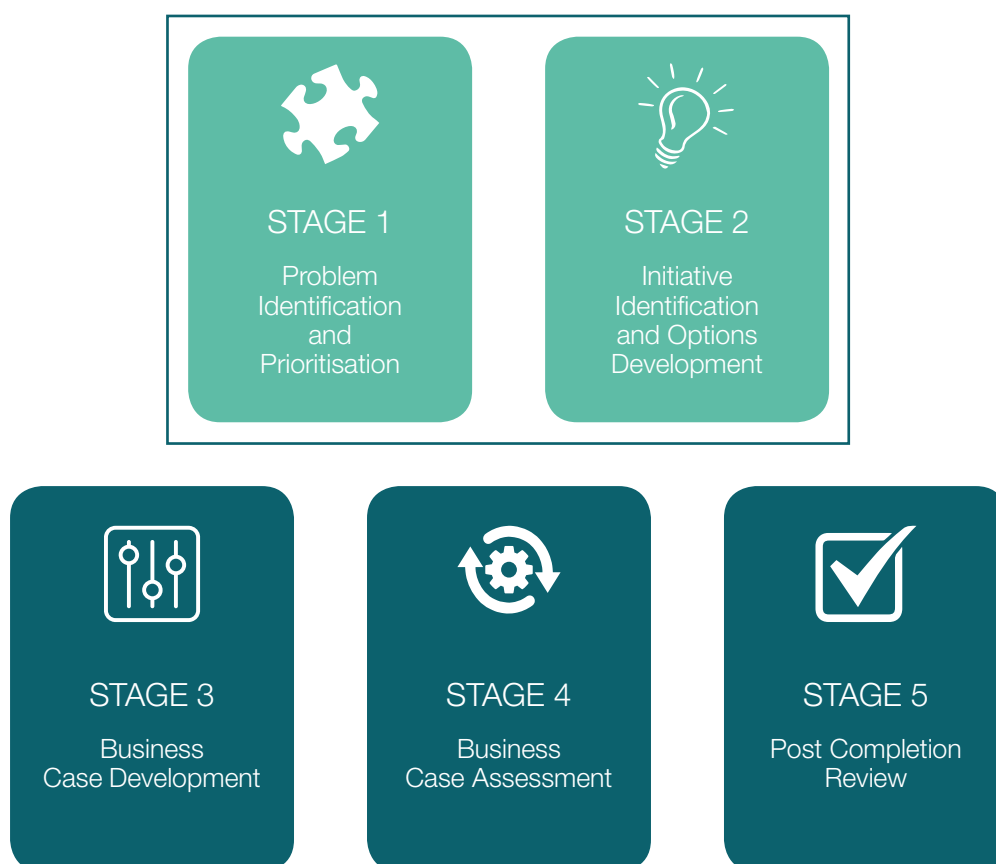 STAGE 1
Problem
Identification
and
Prioritisation
STAGE 2
Initiative
Identification
and Options
Development
STAGE 3
Business
Case Development
STAGE 4
Business
Case Assessment
STAGE 5
Post Completion
Review